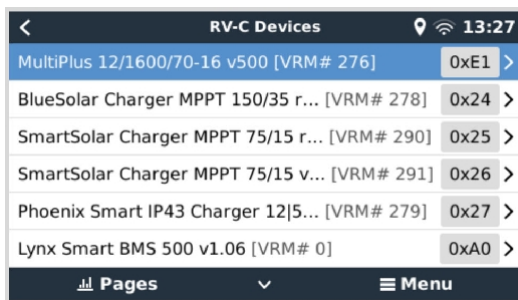 RV-C Devices 13:27
MultiPlus 12/1600/70-16 v500 [VRM# 276] 0xE1
BlueSolar Charger MPPT 150/35 r... [VRM# 278] 0x24
SmartSolar Charger MPPT 75/15 r... [VRM# 290] 0x25
SmartSolar Charger MPPT 75/15 v... [VRM# 291] 0x26
Phoenix Smart IP43 Charger 12|5... [VRM# 279] 0x27
Lynx Smart BMS 500 v1.06 [VRM# 0] 0xA0
Pages Menu